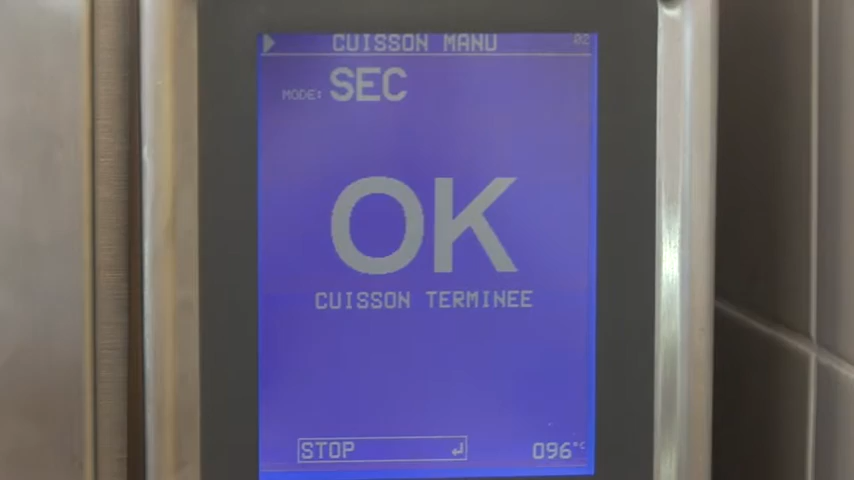 CUISSON MANU 02
MODE: SEC
OK
CUISSON TERMINEE
STOP 096°C